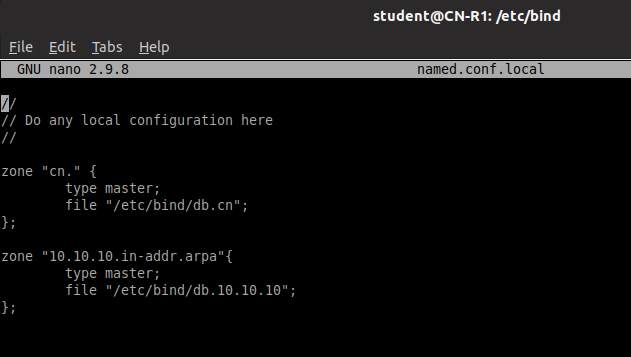 student@CN-R1: /etc/bind
File Edit Tabs Help
GNU nano 2.9.8 named.conf.local
//
// Do any local configuration here
//
zone "cn." {
type master;
file "/etc/bind/db.cn";
};
zone "10.10.10.in-addr.arpa"{
type master;
file "/etc/bind/db.10.10.10";
};